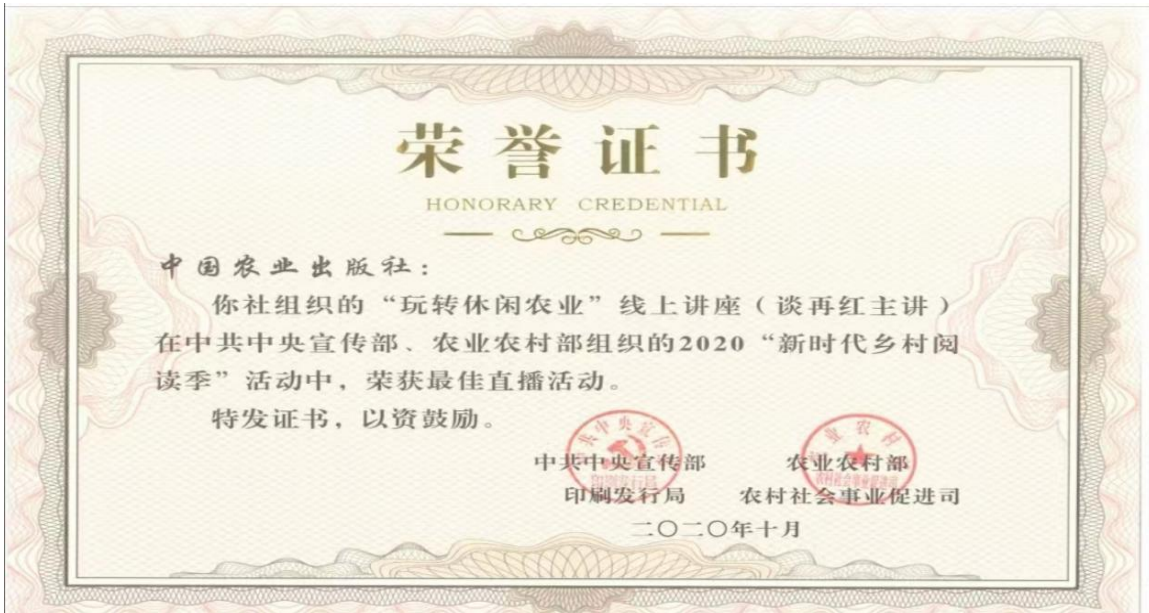 荣誉证书
HONORARY CREDENTIAL
中国农业出版社：
你社组织的“玩转休闲农业”线上讲座（谈再红主讲）
在中共中央宣传部、农业农村部组织的2020“新时代乡村阅
读季”活动中，荣获最佳直播活动。
特发证书，以资鼓励。
中共中央宣传部 农业农村部
印刷发行局 农村社会事业促进司
二〇二〇年十月